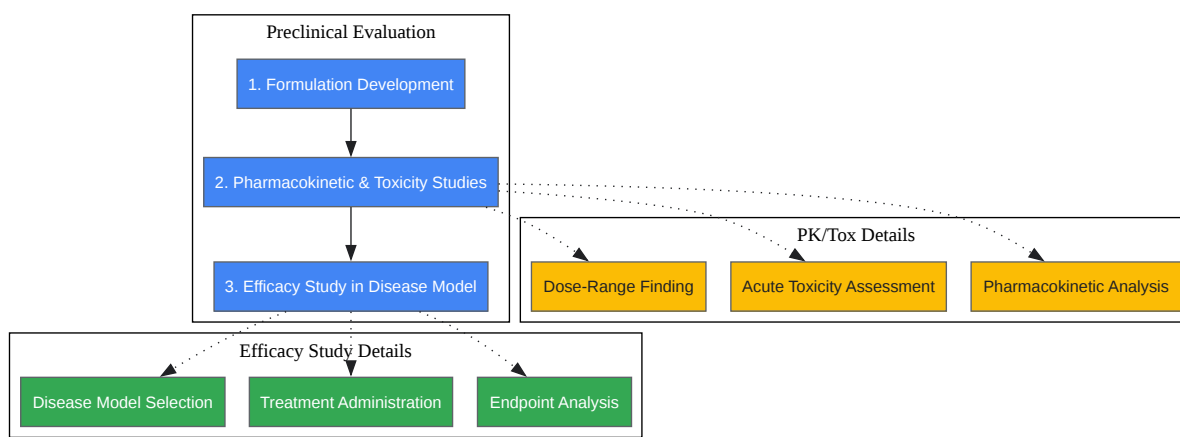 Preclinical Evaluation
1. Formulation Development
2. Pharmacokinetic & Toxicity Studies
PK/Tox Details
3. Efficacy Study in Disease Model
Dose-Range Finding
Acute Toxicity Assessment
Pharmacokinetic Analysis
Efficacy Study Details
Disease Model Selection
Treatment Administration
Endpoint Analysis